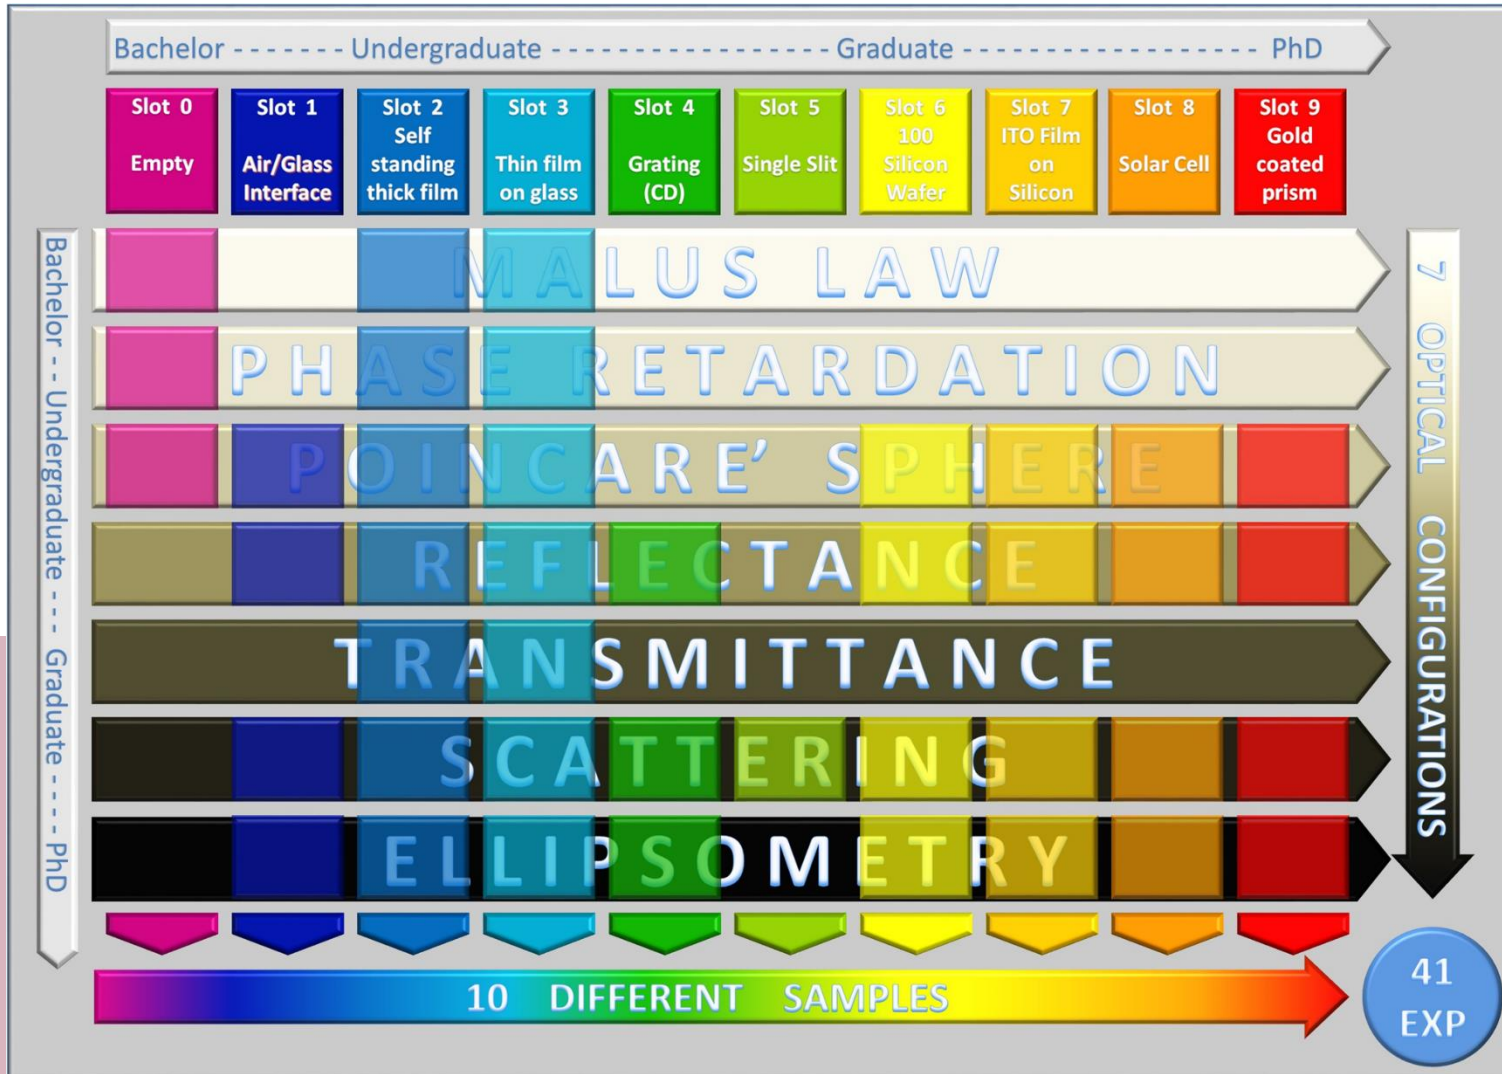 Bachelor - - - - - - - Undergraduate - - - - - - - - - - - - - - - - - Graduate - - - - - - - - - - - - - - - - - - PhD
Slot 0
Empty
Slot 1
Air/Glass
Interface
Slot 2
Self
standing
thick film
Slot 3
Thin film
on glass
Slot 4
Grating
(CD)
Slot 5
Single Slit
Slot 6
100
Silicon
Wafer
Slot 7
ITO Film
on
Silicon
Slot 8
Solar Cell
Slot 9
Gold
coated
prism
Bachelor - - Undergraduate - - - Graduate - - - - PhD
MALUS LAW
PHASE RETARDATION
POINCARE' SPHERE
REFLECTANCE
TRANSMITTANCE
SCATTERING
ELLIPSOMETRY
7 OPTICAL CONFIGURATIONS
10 DIFFERENT SAMPLES
41
EXP